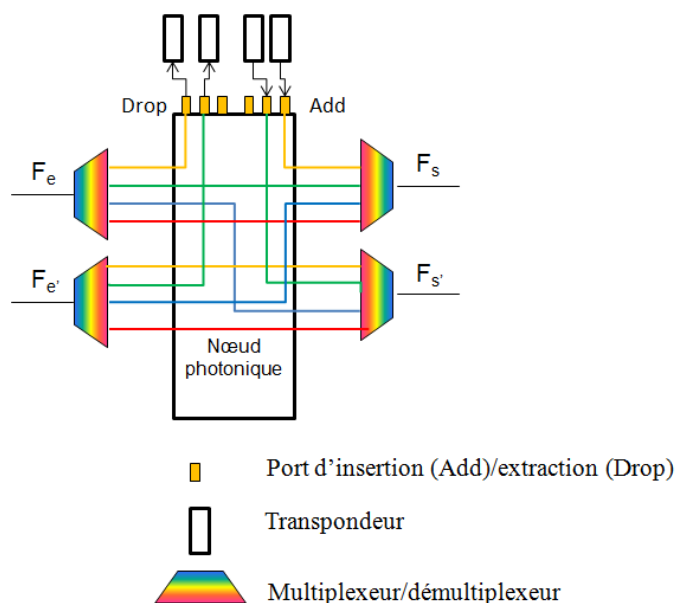 Drop
Add
Fe
Fs
Fe'
Fs'
Nœud
photonique
Port d'insertion (Add)/extraction (Drop)
Transpondeur
Multiplexeur/démultiplexeur